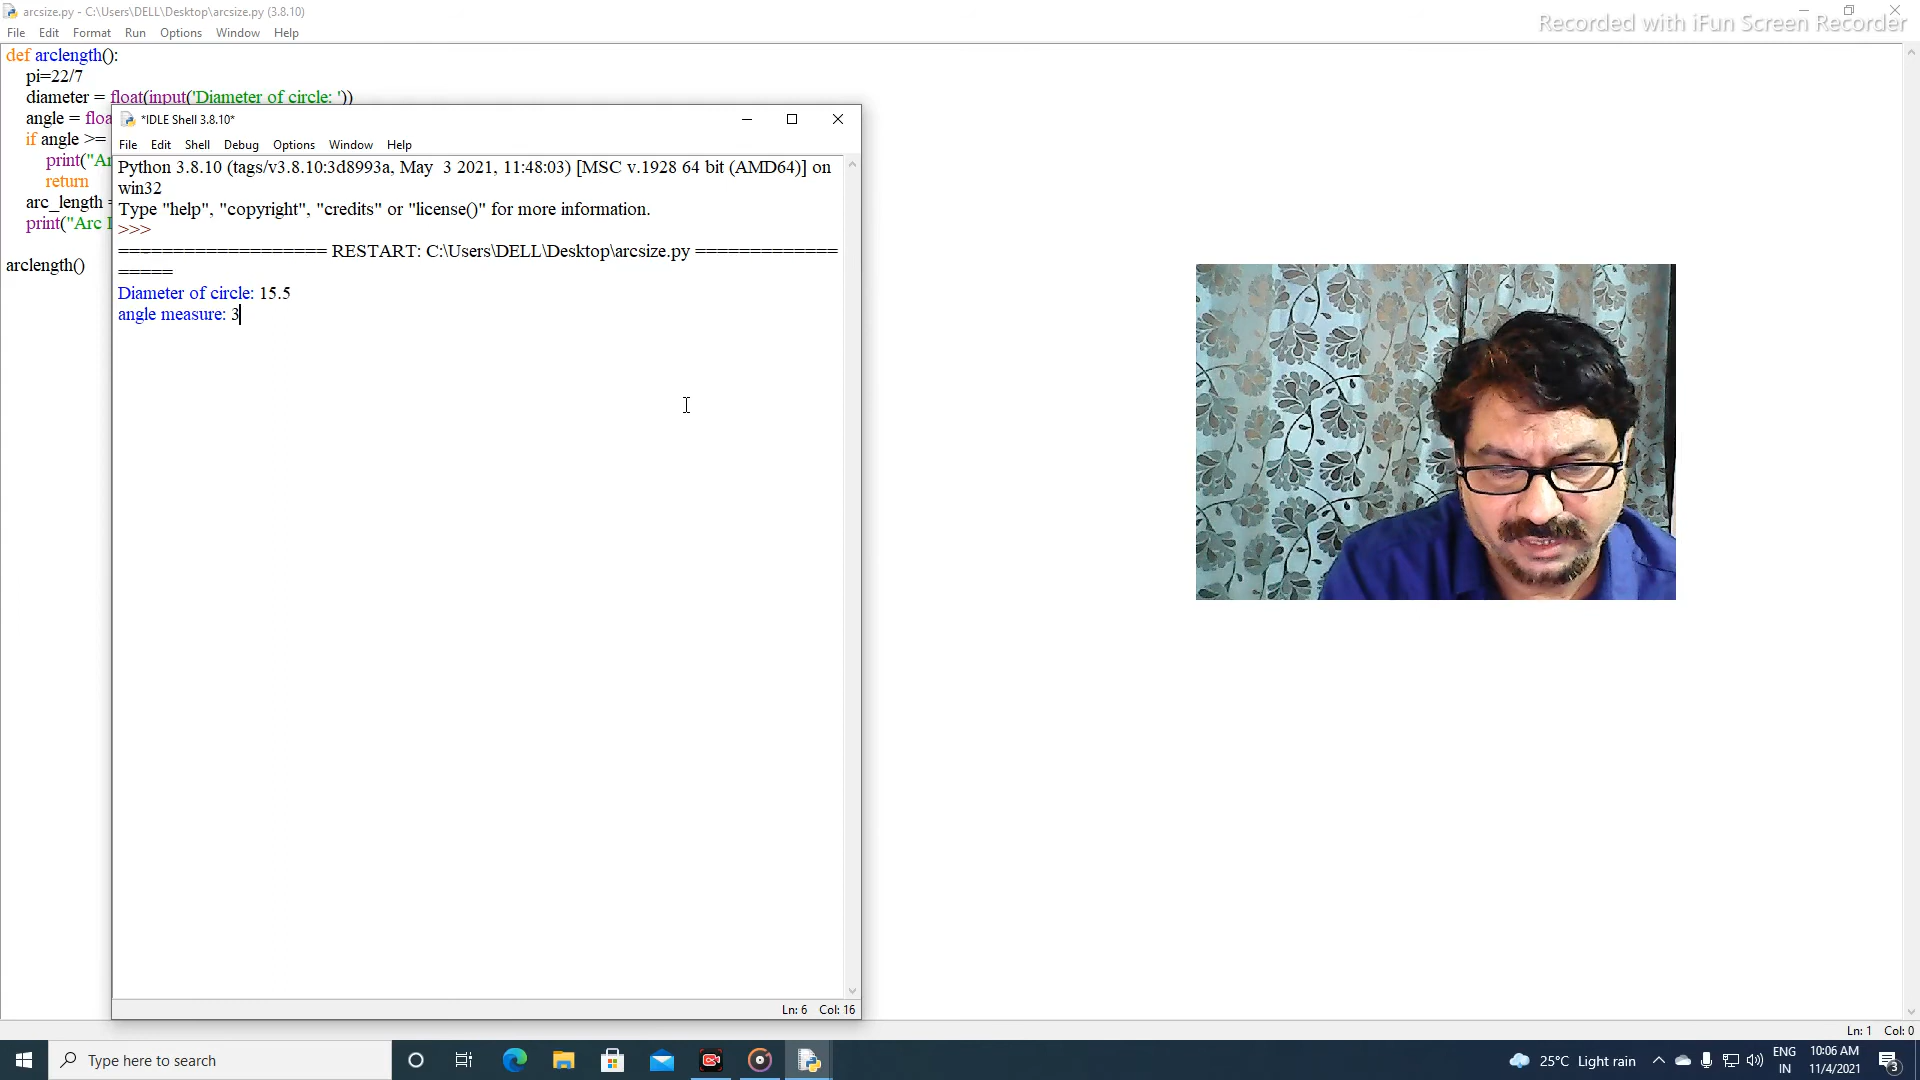 arcsize.py - C:\Users\DELL\Desktop\arcsize.py (3.8.10)
Recorded with iFun Screen Recorder
File Edit Format Run Options Window Help
def arclength():
pi=22/7
diameter = float(input('Diameter of circle: '))
angle = floa
if angle >=
print("Ar
return
arc_length =
print("Arc l
arclength()
*IDLE Shell 3.8.10*
File Edit Shell Debug Options Window Help
Python 3.8.10 (tags/v3.8.10:3d8993a, May  3 2021, 11:48:03) [MSC v.1928 64 bit (AMD64)] on
win32
Type "help", "copyright", "credits" or "license()" for more information.
>>>
=================== RESTART: C:\Users\DELL\Desktop\arcsize.py =============
=====
Diameter of circle: 15.5
angle measure: 3
Ln: 6 Col: 16
Ln: 1 Col: 0
Type here to search
25°C Light rain
ENG
IN
10:06 AM
11/4/2021
3